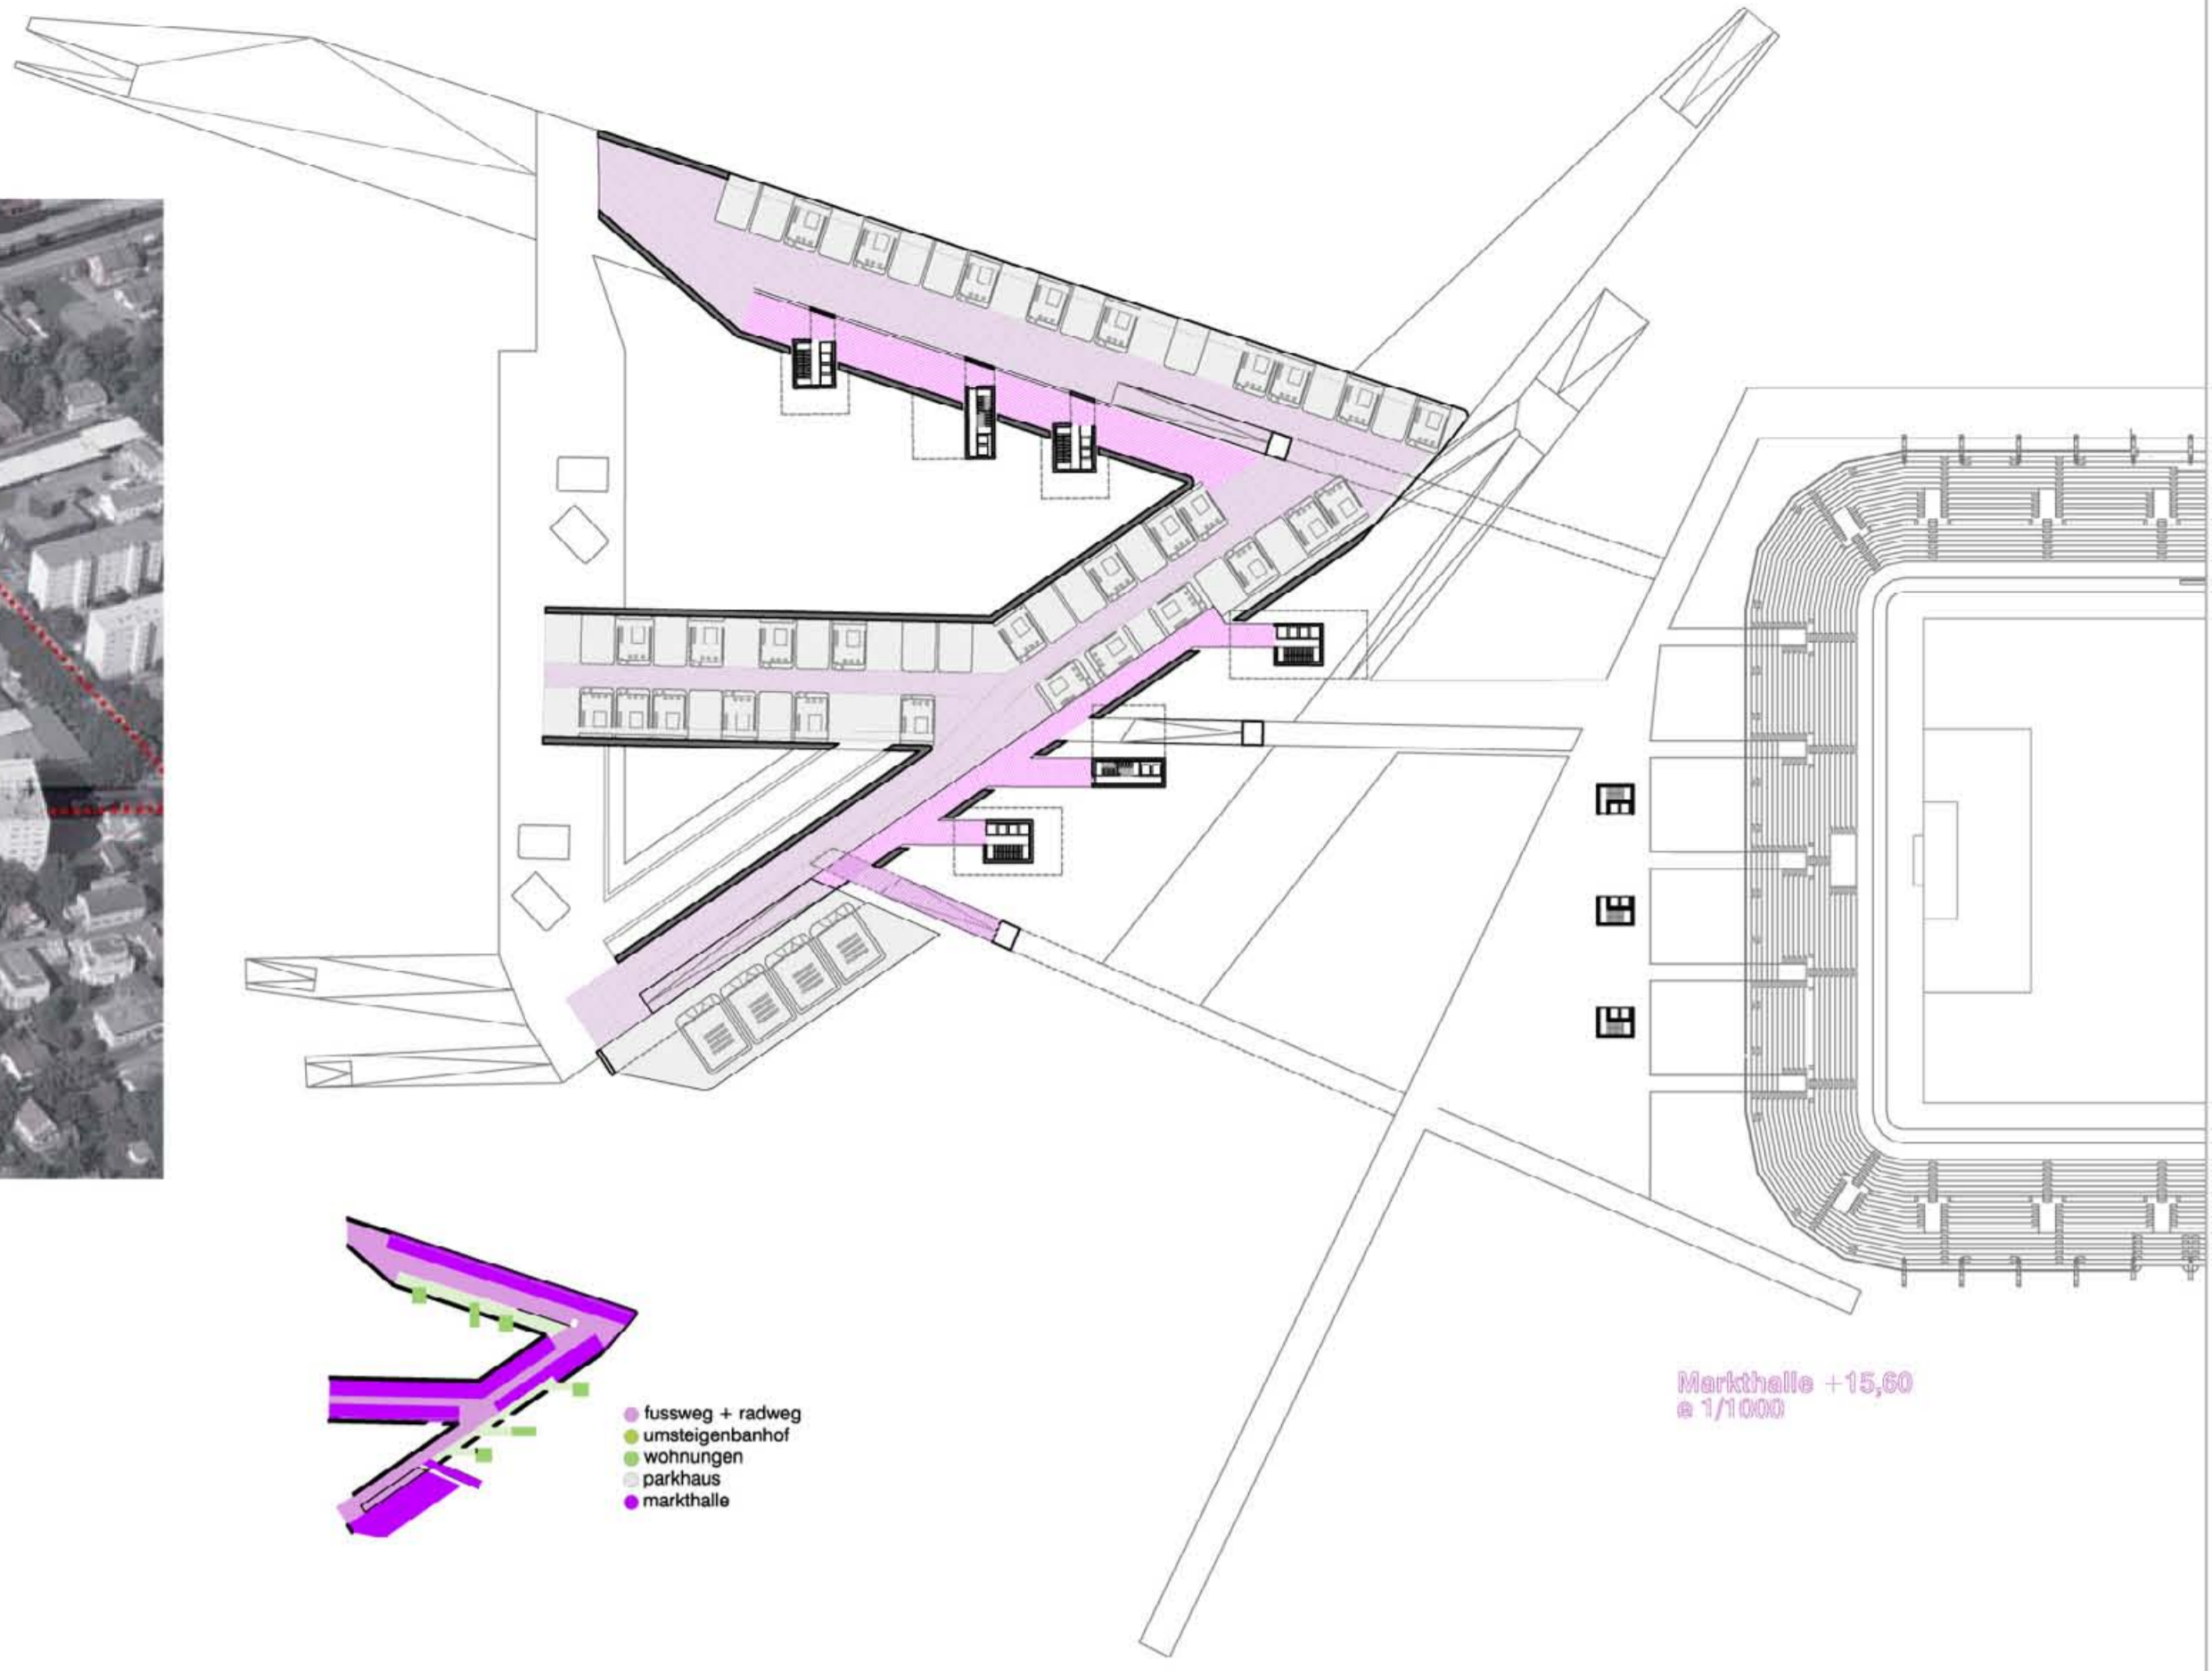 fussweg + radweg
umsteigenbanhof
wohnungen
parkhaus
markthalle
Markthalle +15,60
e 1/1000